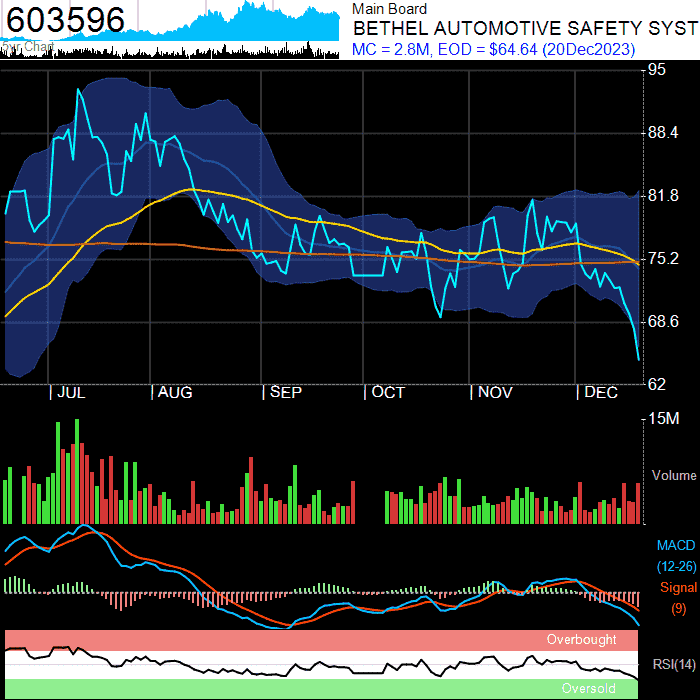 603596
5yr Chart
Main Board
BETHEL AUTOMOTIVE SAFETY SYST
MC = 2.8M, EOD = $64.64 (20Dec2023)
95
88.4
81.8
75.2
68.6
62
| JUL | AUG | SEP | OCT | NOV | DEC
15M
Volume
MACD
(12-26)
Signal
(9)
Overbought
RSI(14)
Oversold